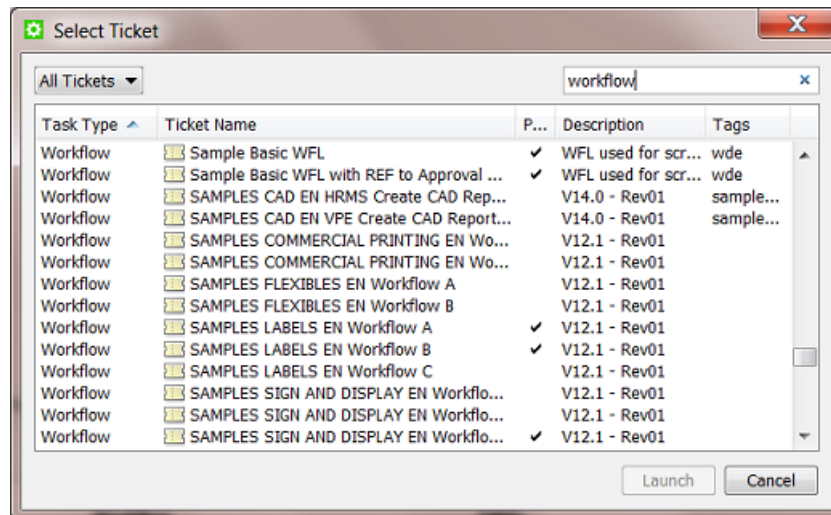 Select Ticket
All Tickets workflow
Task Type Ticket Name P... Description Tags
Workflow Sample Basic WFL ✔ WFL used for scr... wde
Workflow Sample Basic WFL with REF to Approval ... ✔ WFL used for scr... wde
Workflow SAMPLES CAD EN HRMS Create CAD Rep... V14.0 - Rev01 sample...
Workflow SAMPLES CAD EN VPE Create CAD Report... V14.0 - Rev01 sample...
Workflow SAMPLES COMMERCIAL PRINTING EN Wo... V12.1 - Rev01
Workflow SAMPLES COMMERCIAL PRINTING EN Wo... V12.1 - Rev01
Workflow SAMPLES FLEXIBLES EN Workflow A V12.1 - Rev01
Workflow SAMPLES FLEXIBLES EN Workflow B V12.1 - Rev01
Workflow SAMPLES LABELS EN Workflow A ✔ V12.1 - Rev01
Workflow SAMPLES LABELS EN Workflow B ✔ V12.1 - Rev01
Workflow SAMPLES LABELS EN Workflow C V12.1 - Rev01
Workflow SAMPLES SIGN AND DISPLAY EN Workflo... V12.1 - Rev01
Workflow SAMPLES SIGN AND DISPLAY EN Workflo... V12.1 - Rev01
Workflow SAMPLES SIGN AND DISPLAY EN Workflo... ✔ V12.1 - Rev01
Launch Cancel